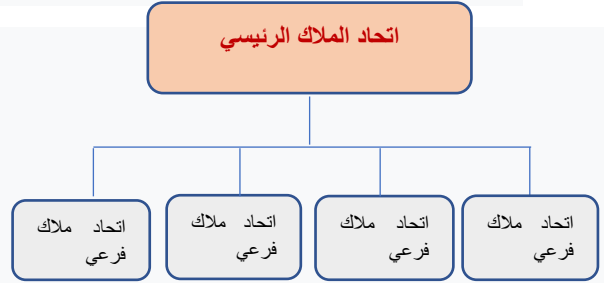 اتحاد الملاك الرئيسي
اتحاد ملاك
فرعي
اتحاد ملاك
فرعي
اتحاد ملاك
فرعي
اتحاد ملاك
فرعي